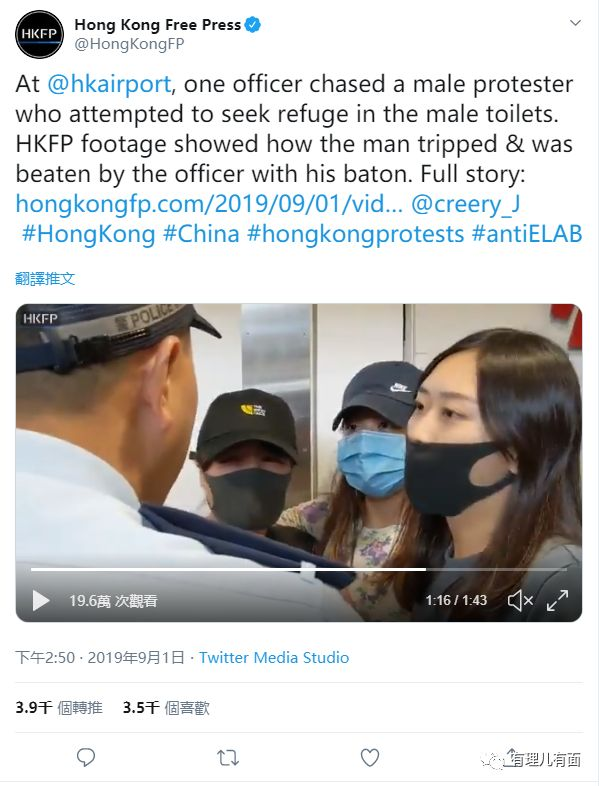 HKFP
Hong Kong Free Press
@HongKongFP
At @hkairport, one officer chased a male protester
who attempted to seek refuge in the male toilets.
HKFP footage showed how the man tripped & was
beaten by the officer with his baton. Full story:
hongkongfp.com/2019/09/01/vid... @creery_J
#HongKong #China #hongkongprotests #antiELAB
翻譯推文
HKFP
警 POLICE
19.6萬 次觀看
1:16 / 1:43
下午2:50 · 2019年9月1日 · Twitter Media Studio
3.9千 個轉推 3.5千 個喜歡
有理儿有面